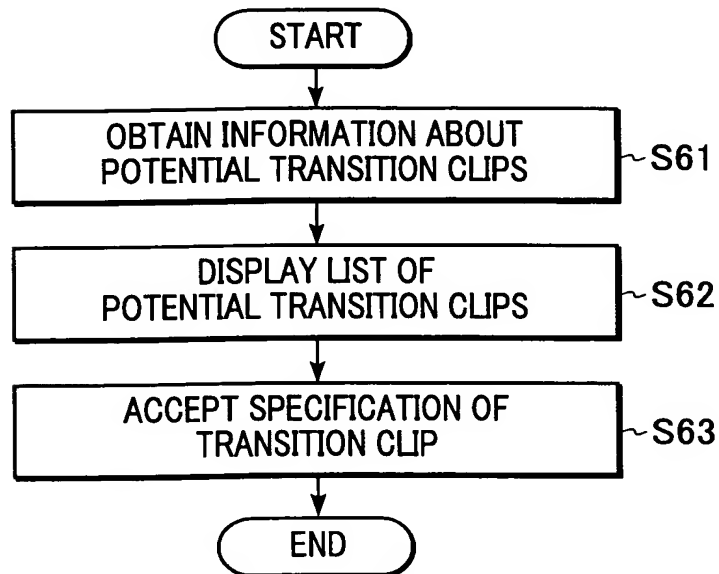 START
OBTAIN INFORMATION ABOUT
POTENTIAL TRANSITION CLIPS
S61
DISPLAY LIST OF
POTENTIAL TRANSITION CLIPS
S62
ACCEPT SPECIFICATION OF
TRANSITION CLIP
S63
END